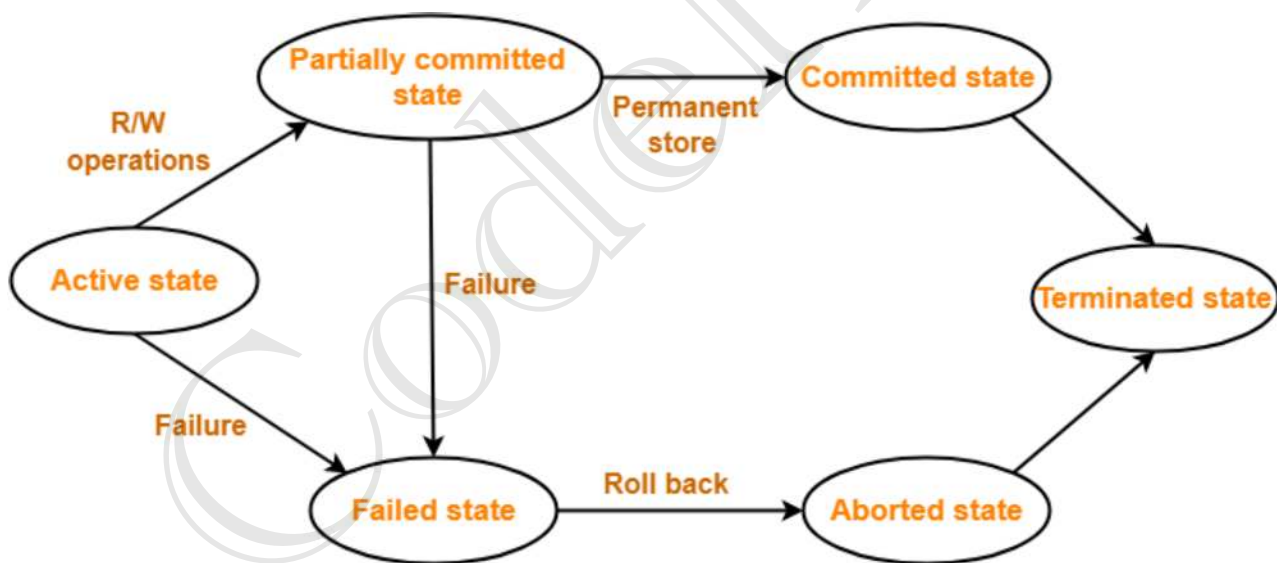 Partially committed
state
Committed state
Permanent
store
R/W
operations
Active state
Failure
Terminated state
Failure
Roll back
Failed state
Aborted state